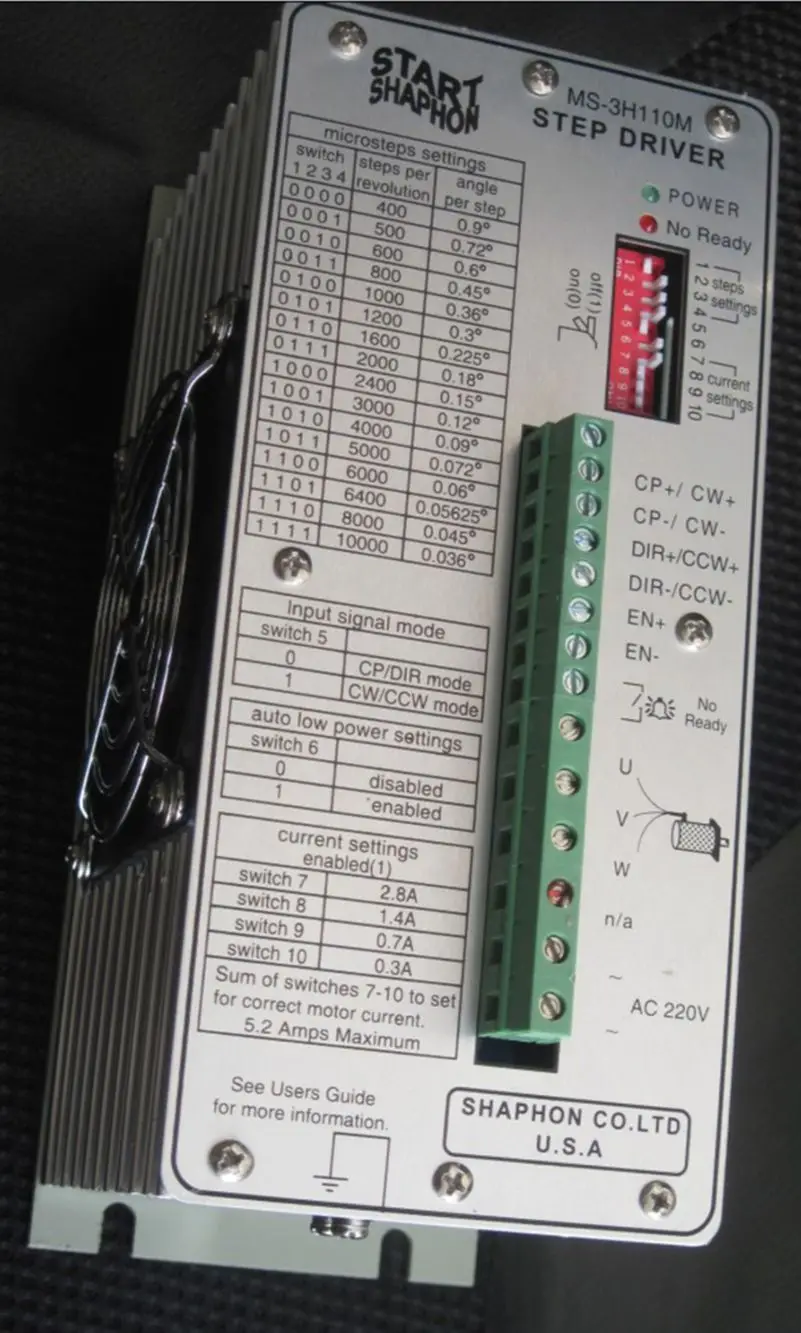 START
SHAPHON
MS-3H110M
STEP DRIVER
POWER
No Ready
microsteps settings
switch
1 2 3 4
steps per
revolution
angle
per step
0 0 0 0 400 0.9°
0 0 0 1 500 0.72°
0 0 1 0 600 0.6°
0 0 1 1 800 0.45°
0 1 0 0 1000 0.36°
0 1 0 1 1200 0.3°
0 1 1 0 1600 0.225°
0 1 1 1 2000 0.18°
1 0 0 0 2400 0.15°
1 0 0 1 3000 0.12°
1 0 1 0 4000 0.09°
1 0 1 1 5000 0.072°
1 1 0 0 6000 0.06°
1 1 0 1 6400 0.05625°
1 1 1 0 8000 0.045°
1 1 1 1 10000 0.036°
off(1)
on(0)
1 2 3 4 5 6 7 8 9 10
1 2 3 4 5 6 7 8 9 10
steps
settings
current
settings
CP+/ CW+
CP-/ CW-
DIR+/CCW+
DIR-/CCW-
EN+
EN-
No
Ready
U
V
W
n/a
~
AC 220V
~
Input signal mode
switch 5
0 CP/DIR mode
1 CW/CCW mode
auto low power settings
switch 6
0 disabled
1 enabled
current settings
enabled(1)
switch 7 2.8A
switch 8 1.4A
switch 9 0.7A
switch 10 0.3A
Sum of switches 7-10 to set
for correct motor current.
5.2 Amps Maximum
See Users Guide
for more information.
SHAPHON CO.LTD
U.S.A